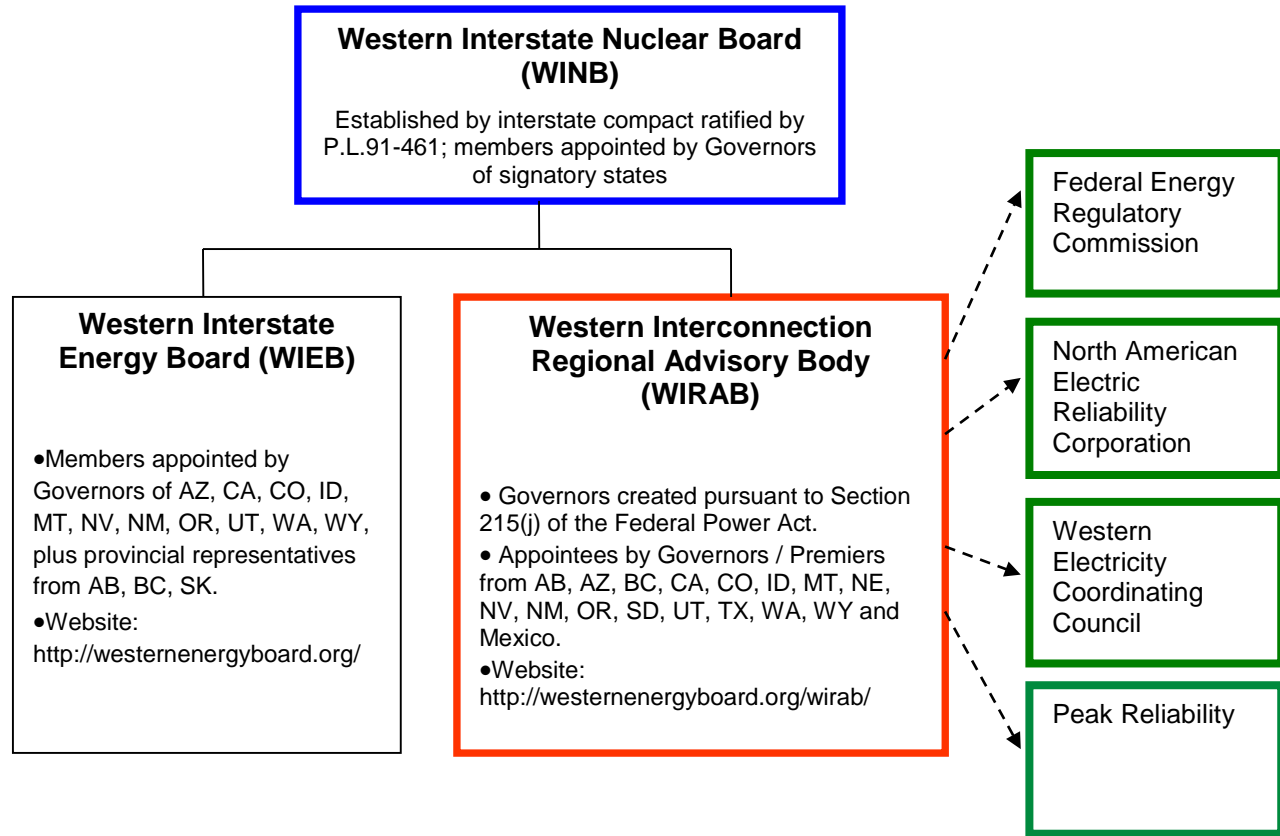 Western Interstate Nuclear Board
(WINB)
Established by interstate compact ratified by
P.L.91-461; members appointed by Governors
of signatory states
Western Interstate
Energy Board (WIEB)
•Members appointed by
Governors of AZ, CA, CO, ID,
MT, NV, NM, OR, UT, WA, WY,
plus provincial representatives
from AB, BC, SK.
•Website:
http://westernenergyboard.org/
Western Interconnection
Regional Advisory Body
(WIRAB)
• Governors created pursuant to Section
215(j) of the Federal Power Act.
• Appointees by Governors / Premiers
from AB, AZ, BC, CA, CO, ID, MT, NE,
NV, NM, OR, SD, UT, TX, WA, WY and
Mexico.
•Website:
http://westernenergyboard.org/wirab/
Federal Energy
Regulatory
Commission
North American
Electric
Reliability
Corporation
Western
Electricity
Coordinating
Council
Peak Reliability